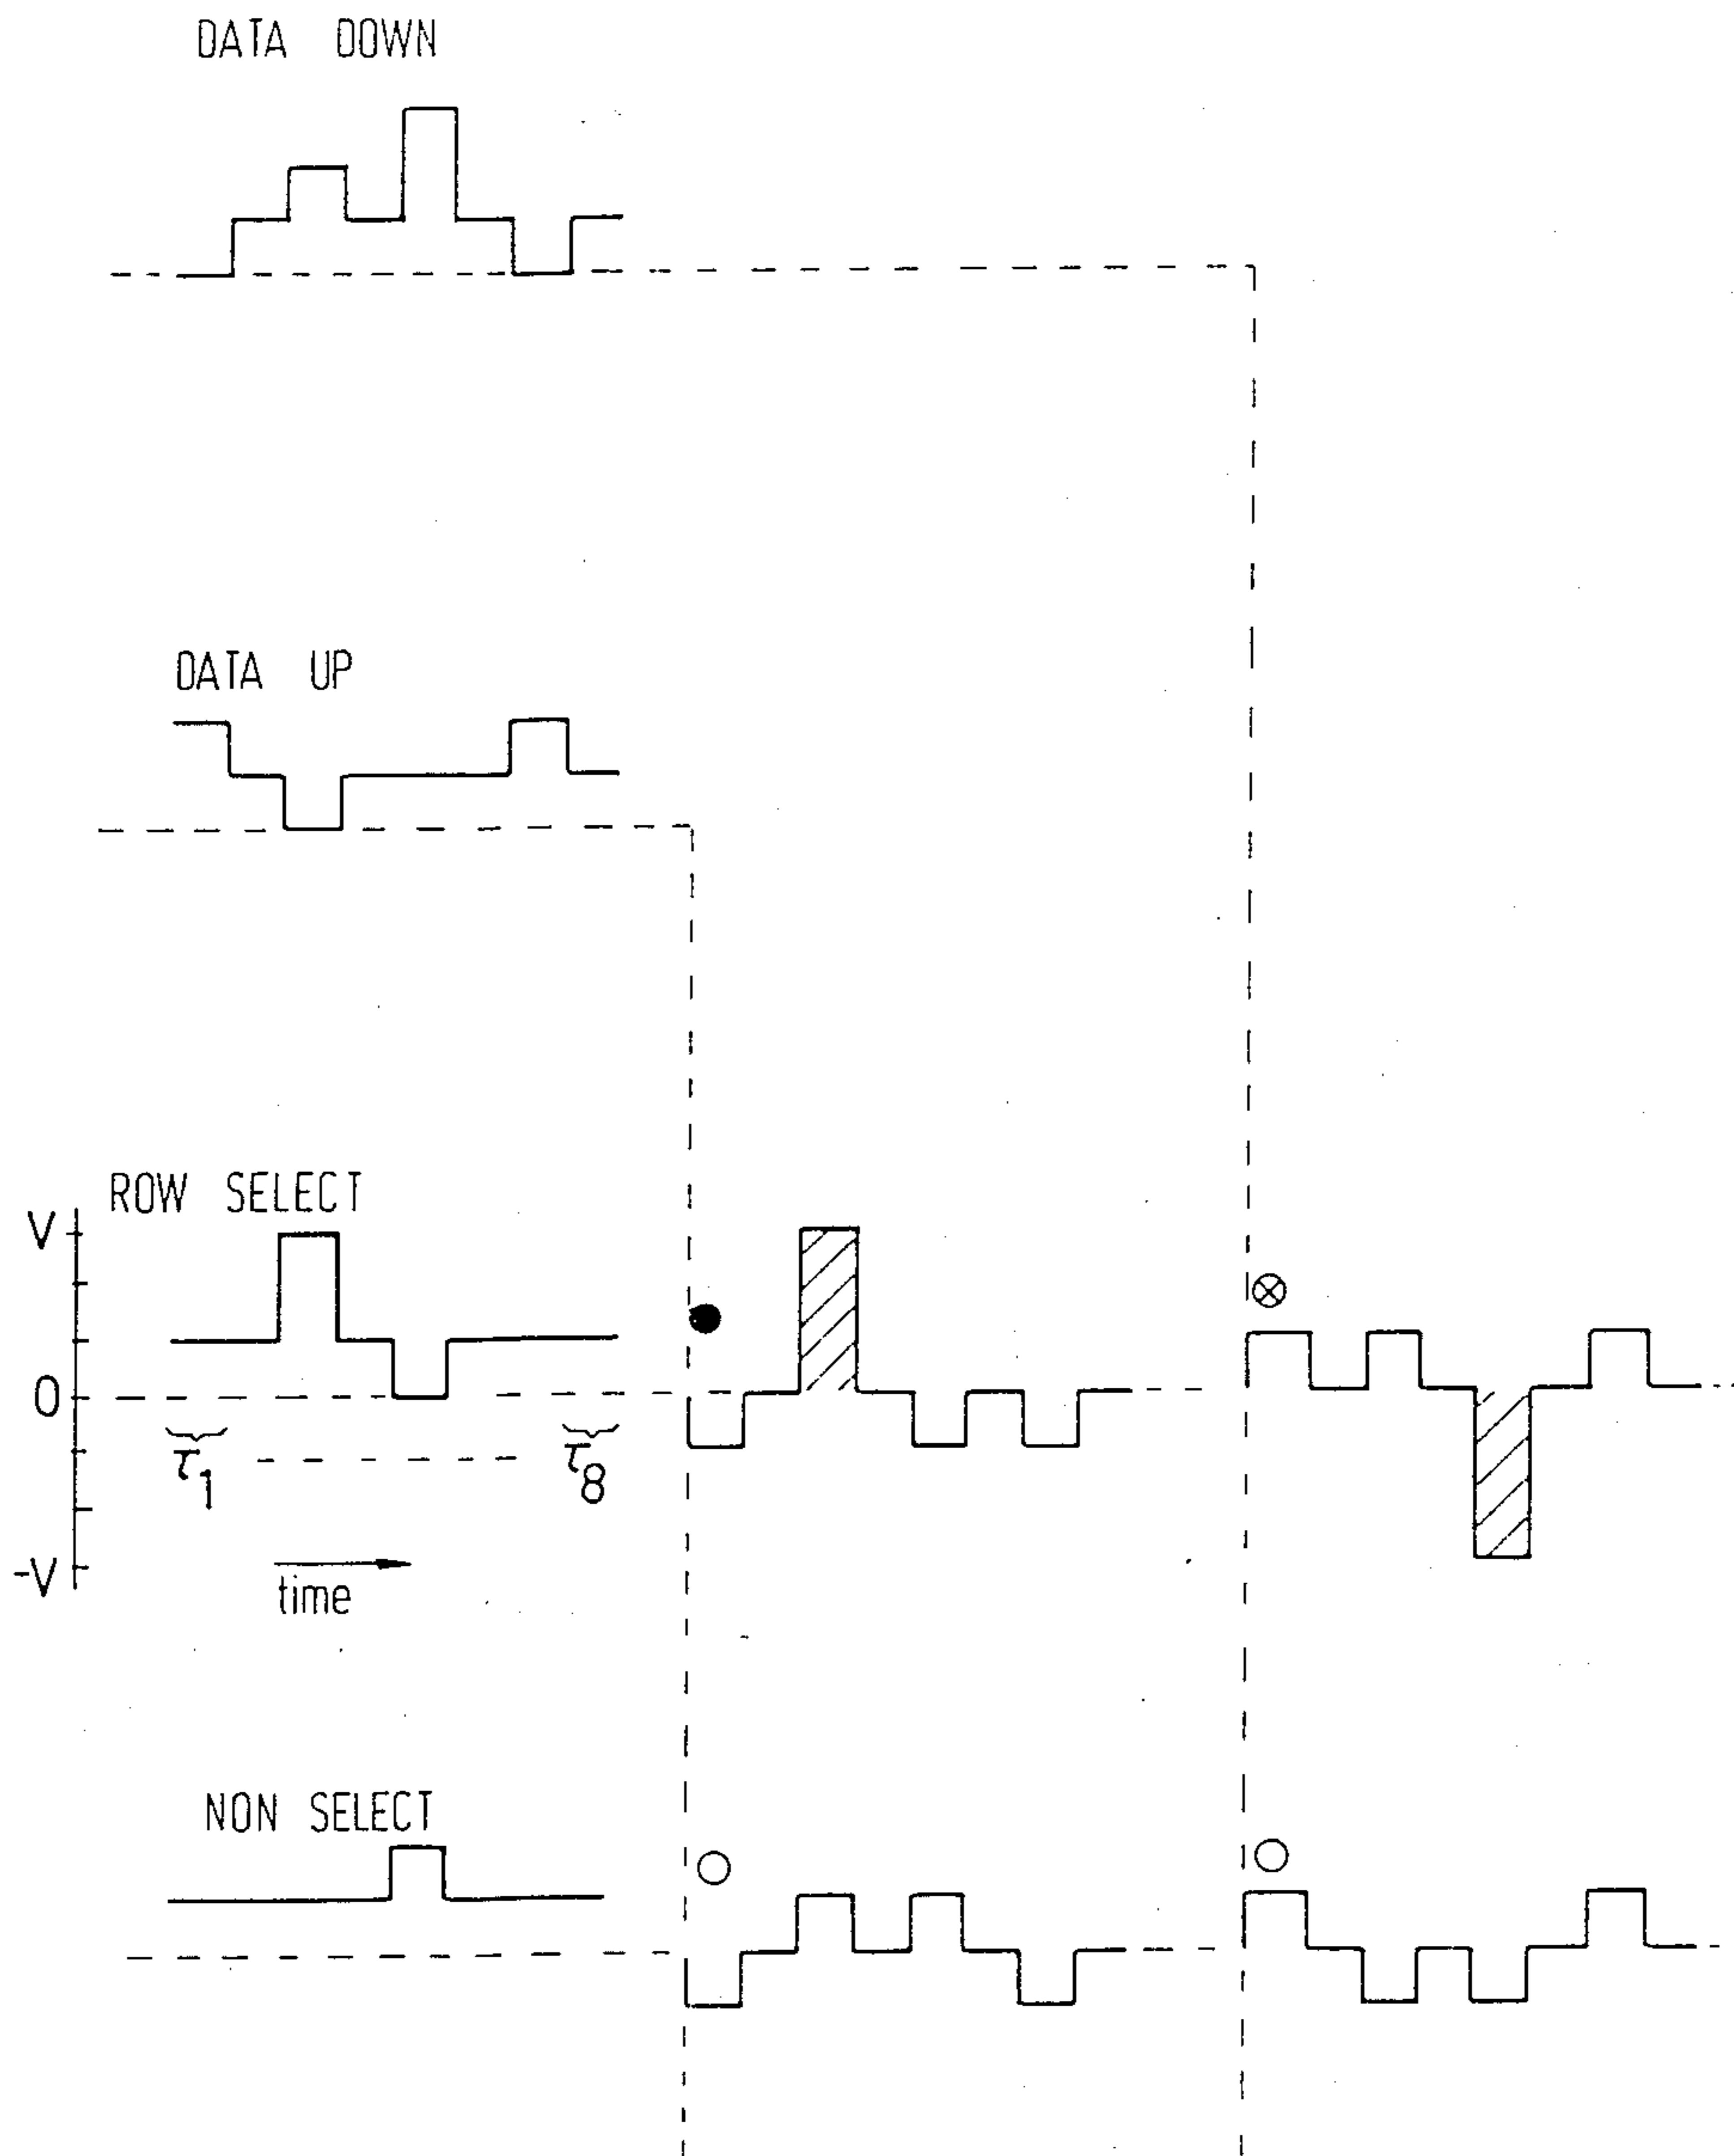 DATA DOWN
DATA UP
ROW SELECT
V
0
τ1
τ8
-V
time
NON SELECT